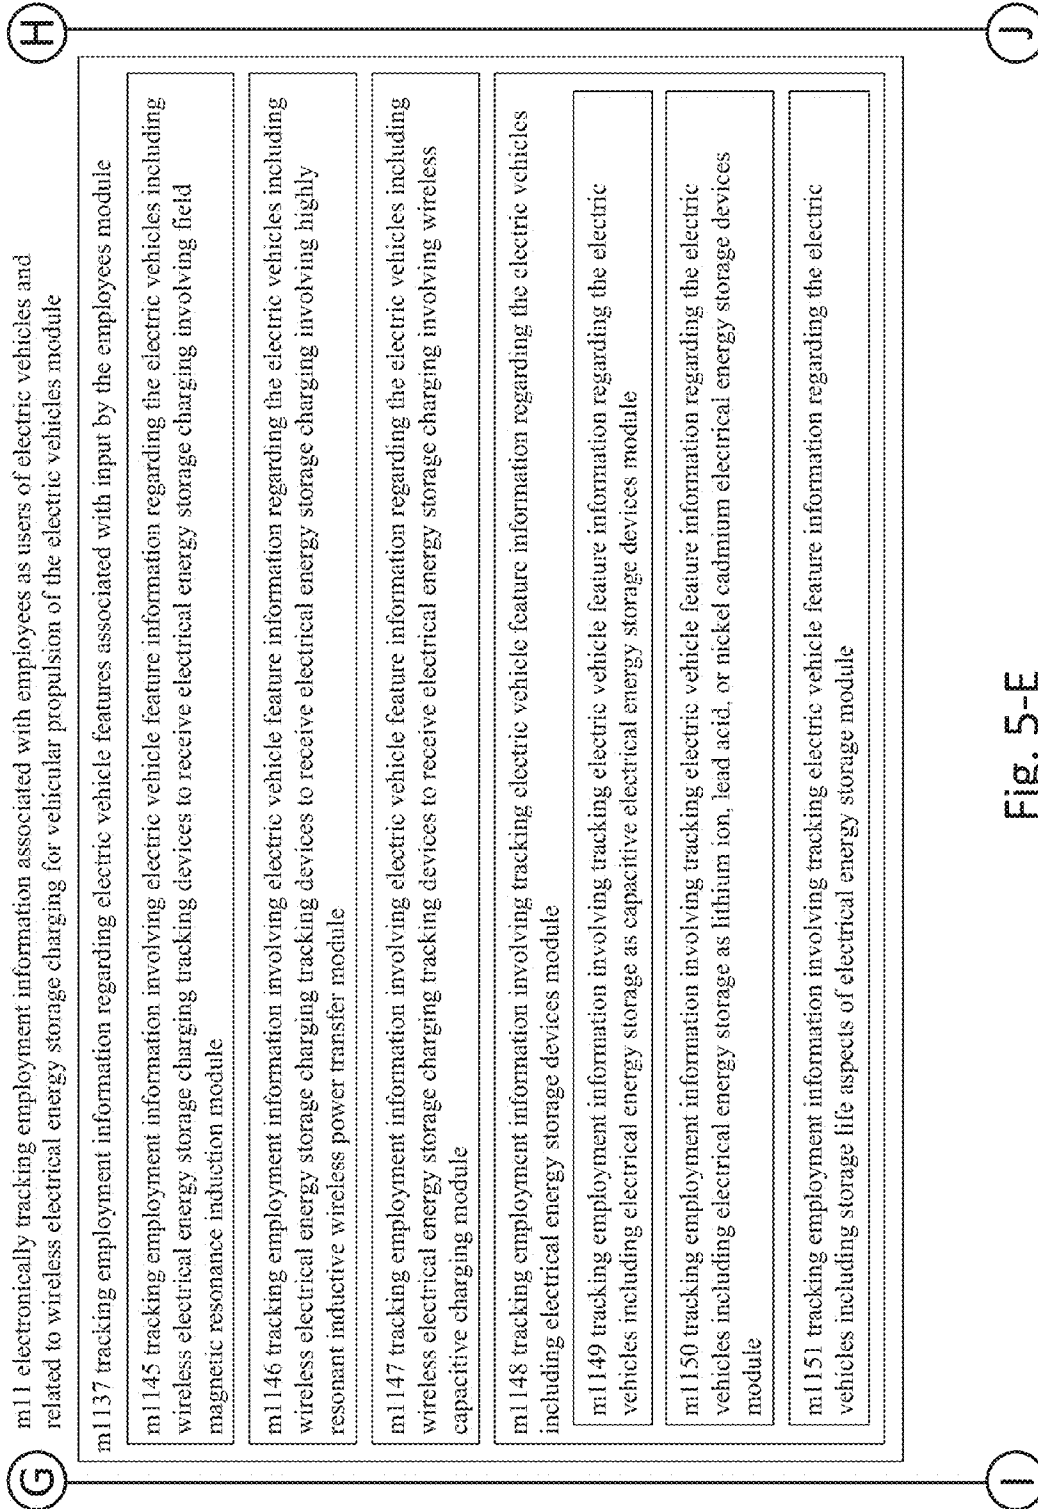 G
H
m11 electronically tracking employment information associated with employees as users of electric vehicles and
related to wireless electrical energy storage charging for vehicular propulsion of the electric vehicles module
m1137 tracking employment information regarding electric vehicle features associated with input by the employees module
m1145 tracking employment information involving electric vehicle feature information regarding the electric vehicles including
wireless electrical energy storage charging tracking devices to receive electrical energy storage charging involving field
magnetic resonance induction module
m1146 tracking employment information involving electric vehicle feature information regarding the electric vehicles including
wireless electrical energy storage charging tracking devices to receive electrical energy storage charging involving highly
resonant inductive wireless power transfer module
m1147 tracking employment information involving electric vehicle feature information regarding the electric vehicles including
wireless electrical energy storage charging tracking devices to receive electrical energy storage charging involving wireless
capacitive charging module
m1148 tracking employment information involving tracking electric vehicle feature information regarding the electric vehicles
including electrical energy storage devices module
m1149 tracking employment information involving tracking electric vehicle feature information regarding the electric
vehicles including electrical energy storage as capacitive electrical energy storage devices module
m1150 tracking employment information involving tracking electric vehicle feature information regarding the electric
vehicles including electrical energy storage as lithium ion, lead acid, or nickel cadmium electrical energy storage devices
module
m1151 tracking employment information involving tracking electric vehicle feature information regarding the electric
vehicles including storage life aspects of electrical energy storage module
I
J
Fig. 5-E